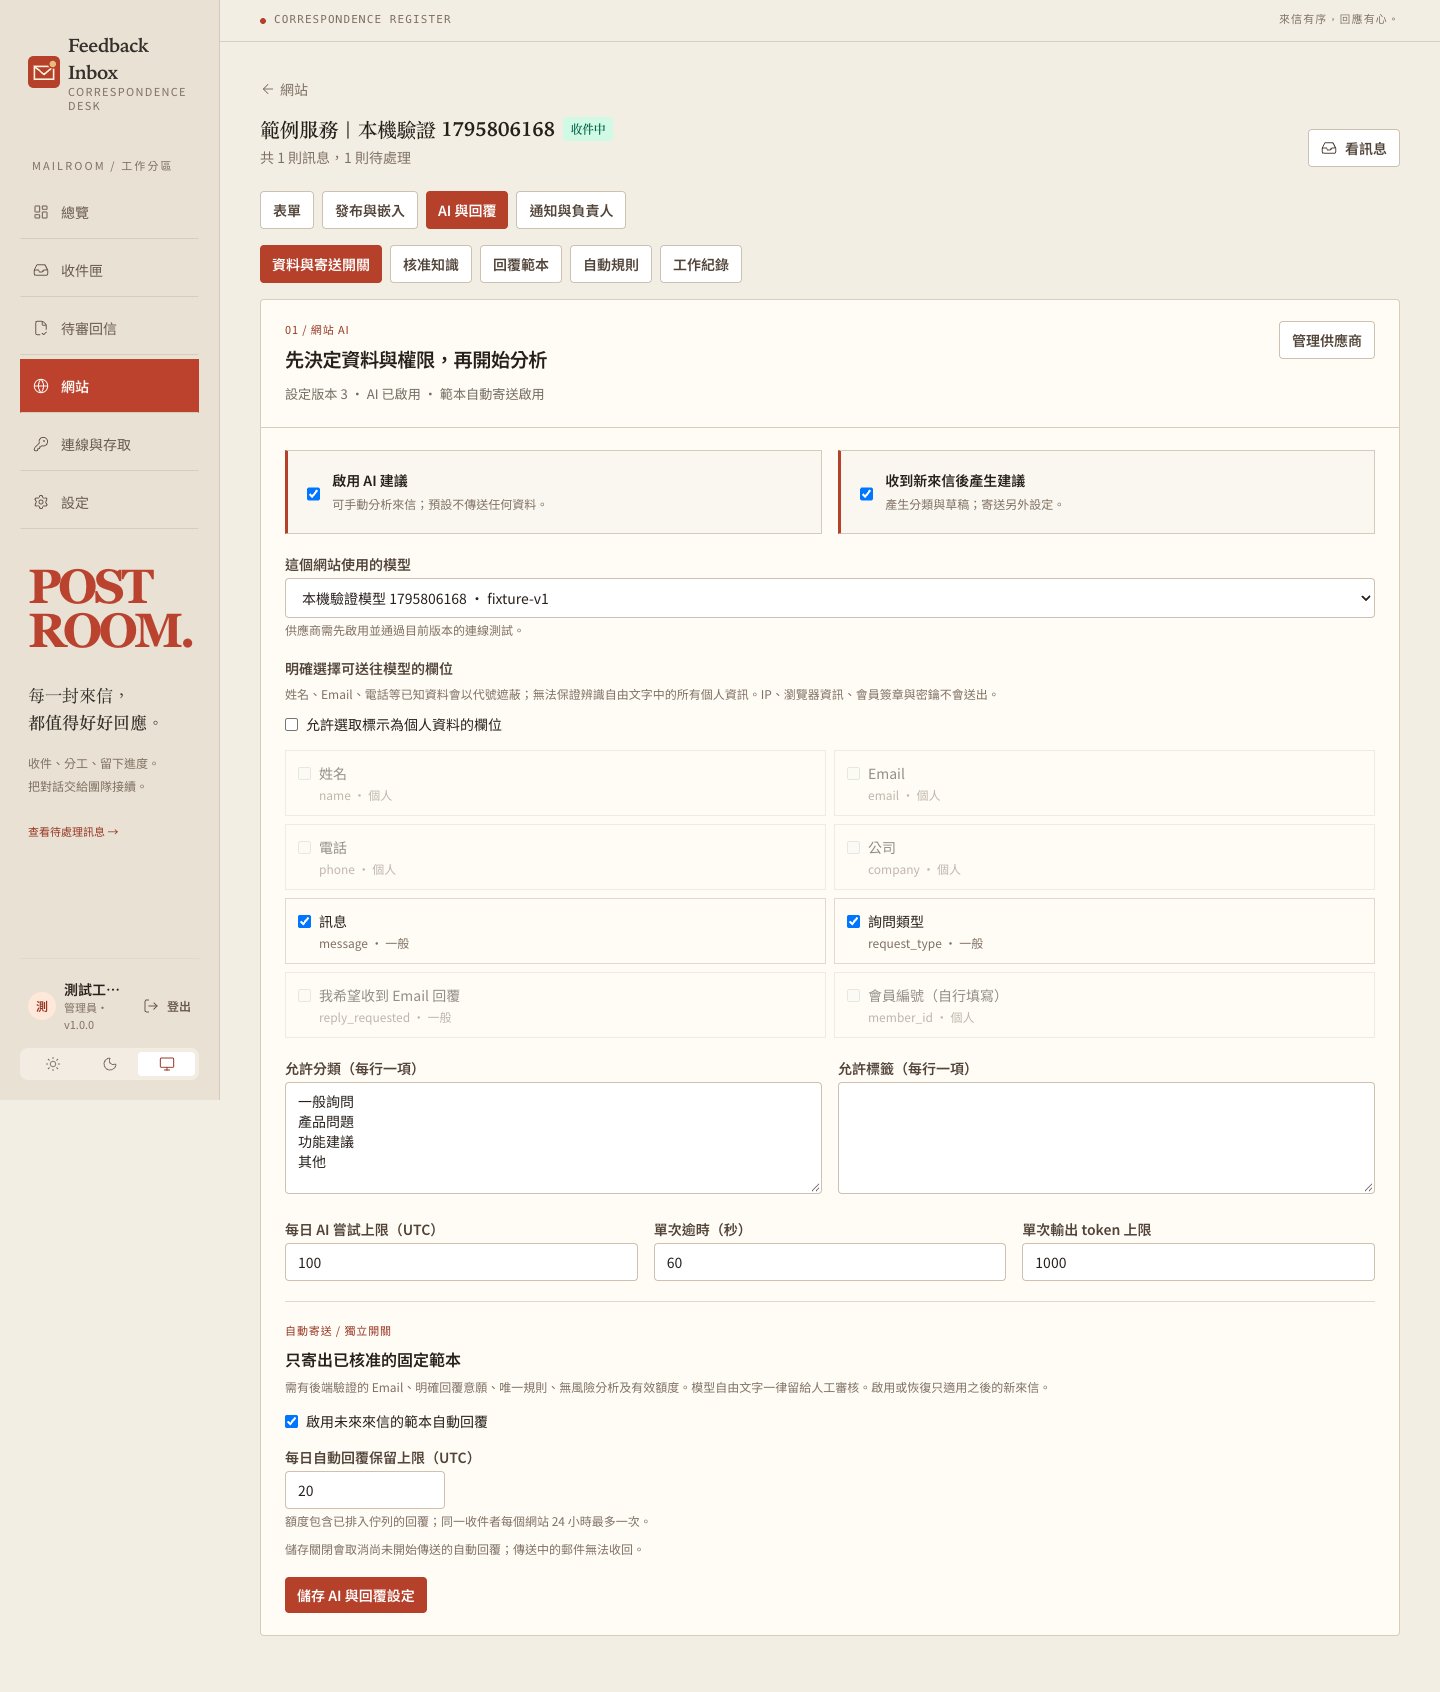 Feedback
Inbox
CORRESPONDENCE
DESK
MAILROOM / 工作分區
總覽
收件匣
待審回信
網站
連線與存取
設定
POST
ROOM.
每一封來信，
都值得好好回應。
收件、分工、留下進度。
把對話交給團隊接續。
查看待處理訊息 →
測
測試工…
管理員・
v1.0.0
登出
CORRESPONDENCE REGISTER
來信有序，回應有心。
← 網站
範例服務｜本機驗證 1795806168 收件中
共 1 則訊息，1 則待處理
看訊息
表單 發布與嵌入 AI 與回覆 通知與負責人
資料與寄送開關 核准知識 回覆範本 自動規則 工作紀錄
01 / 網站 AI
先決定資料與權限，再開始分析
設定版本 3 ・ AI 已啟用 ・ 範本自動寄送啟用
管理供應商
啟用 AI 建議
可手動分析來信；預設不傳送任何資料。
收到新來信後產生建議
產生分類與草稿；寄送另外設定。
這個網站使用的模型
本機驗證模型 1795806168 ・ fixture-v1
供應商需先啟用並通過目前版本的連線測試。
明確選擇可送往模型的欄位
姓名、Email、電話等已知資料會以代號遮蔽；無法保證辨識自由文字中的所有個人資訊。IP、瀏覽器資訊、會員簽章與密鑰不會送出。
允許選取標示為個人資料的欄位
姓名
name ・ 個人
Email
email ・ 個人
電話
phone ・ 個人
公司
company ・ 個人
訊息
message ・ 一般
詢問類型
request_type ・ 一般
我希望收到 Email 回覆
reply_requested ・ 一般
會員編號（自行填寫）
member_id ・ 個人
允許分類（每行一項）
一般詢問
產品問題
功能建議
其他
允許標籤（每行一項）
每日 AI 嘗試上限（UTC）
100
單次逾時（秒）
60
單次輸出 token 上限
1000
自動寄送 / 獨立開關
只寄出已核准的固定範本
需有後端驗證的 Email、明確回覆意願、唯一規則、無風險分析及有效額度。模型自由文字一律留給人工審核。啟用或恢復只適用之後的新來信。
啟用未來來信的範本自動回覆
每日自動回覆保留上限（UTC）
20
額度包含已排入佇列的回覆；同一收件者每個網站 24 小時最多一次。
儲存關閉會取消尚未開始傳送的自動回覆；傳送中的郵件無法收回。
儲存 AI 與回覆設定